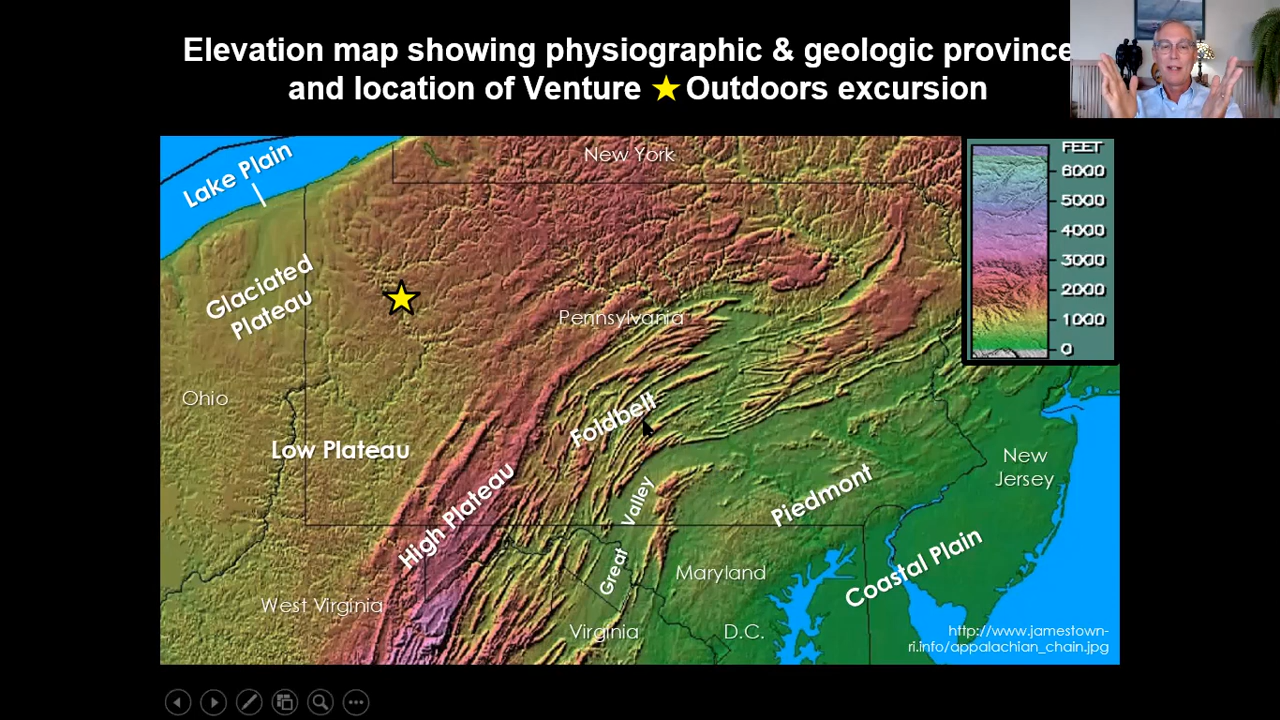 Elevation map showing physiographic & geologic province
and location of Venture Outdoors excursion
Lake Plain
New York
FEET
6000
5000
4000
3000
2000
1000
0
Glaciated
Plateau
Pennsylvania
Ohio
Foldbelt
Low Plateau
New
Jersey
High Plateau
Valley
Great
Piedmont
Coastal Plain
Maryland
West Virginia
Virginia
D.C.
http://www.jamestown-
ri.info/appalachian_chain.jpg